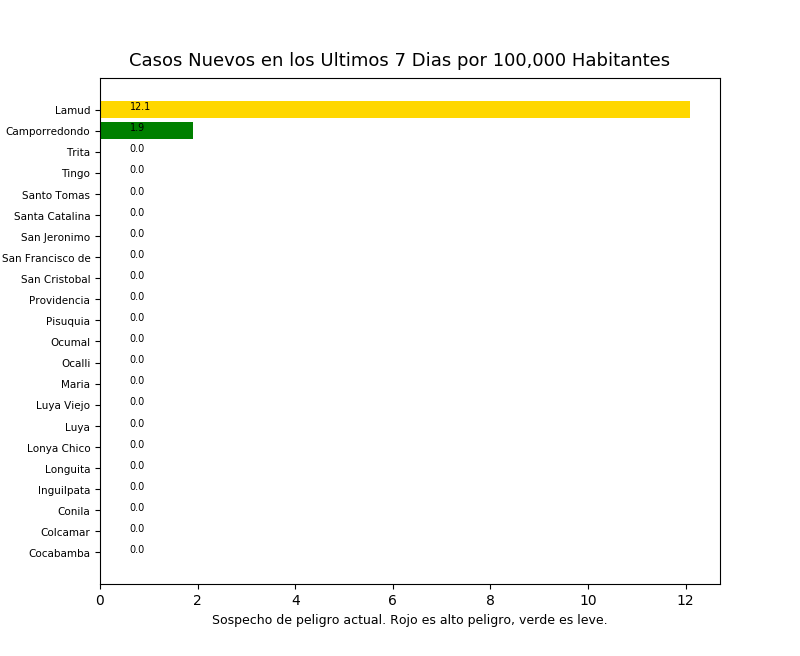 Casos Nuevos en los Ultimos 7 Dias por 100,000 Habitantes
Lamud 12.1
Camporredondo 1.9
Trita 0.0
Tingo 0.0
Santo Tomas 0.0
Santa Catalina 0.0
San Jeronimo 0.0
San Francisco de 0.0
San Cristobal 0.0
Providencia 0.0
Pisuquia 0.0
Ocumal 0.0
Ocalli 0.0
Maria 0.0
Luya Viejo 0.0
Luya 0.0
Lonya Chico 0.0
Longuita 0.0
Inguilpata 0.0
Conila 0.0
Colcamar 0.0
Cocabamba 0.0
0 2 4 6 8 10 12
Sospecho de peligro actual. Rojo es alto peligro, verde es leve.